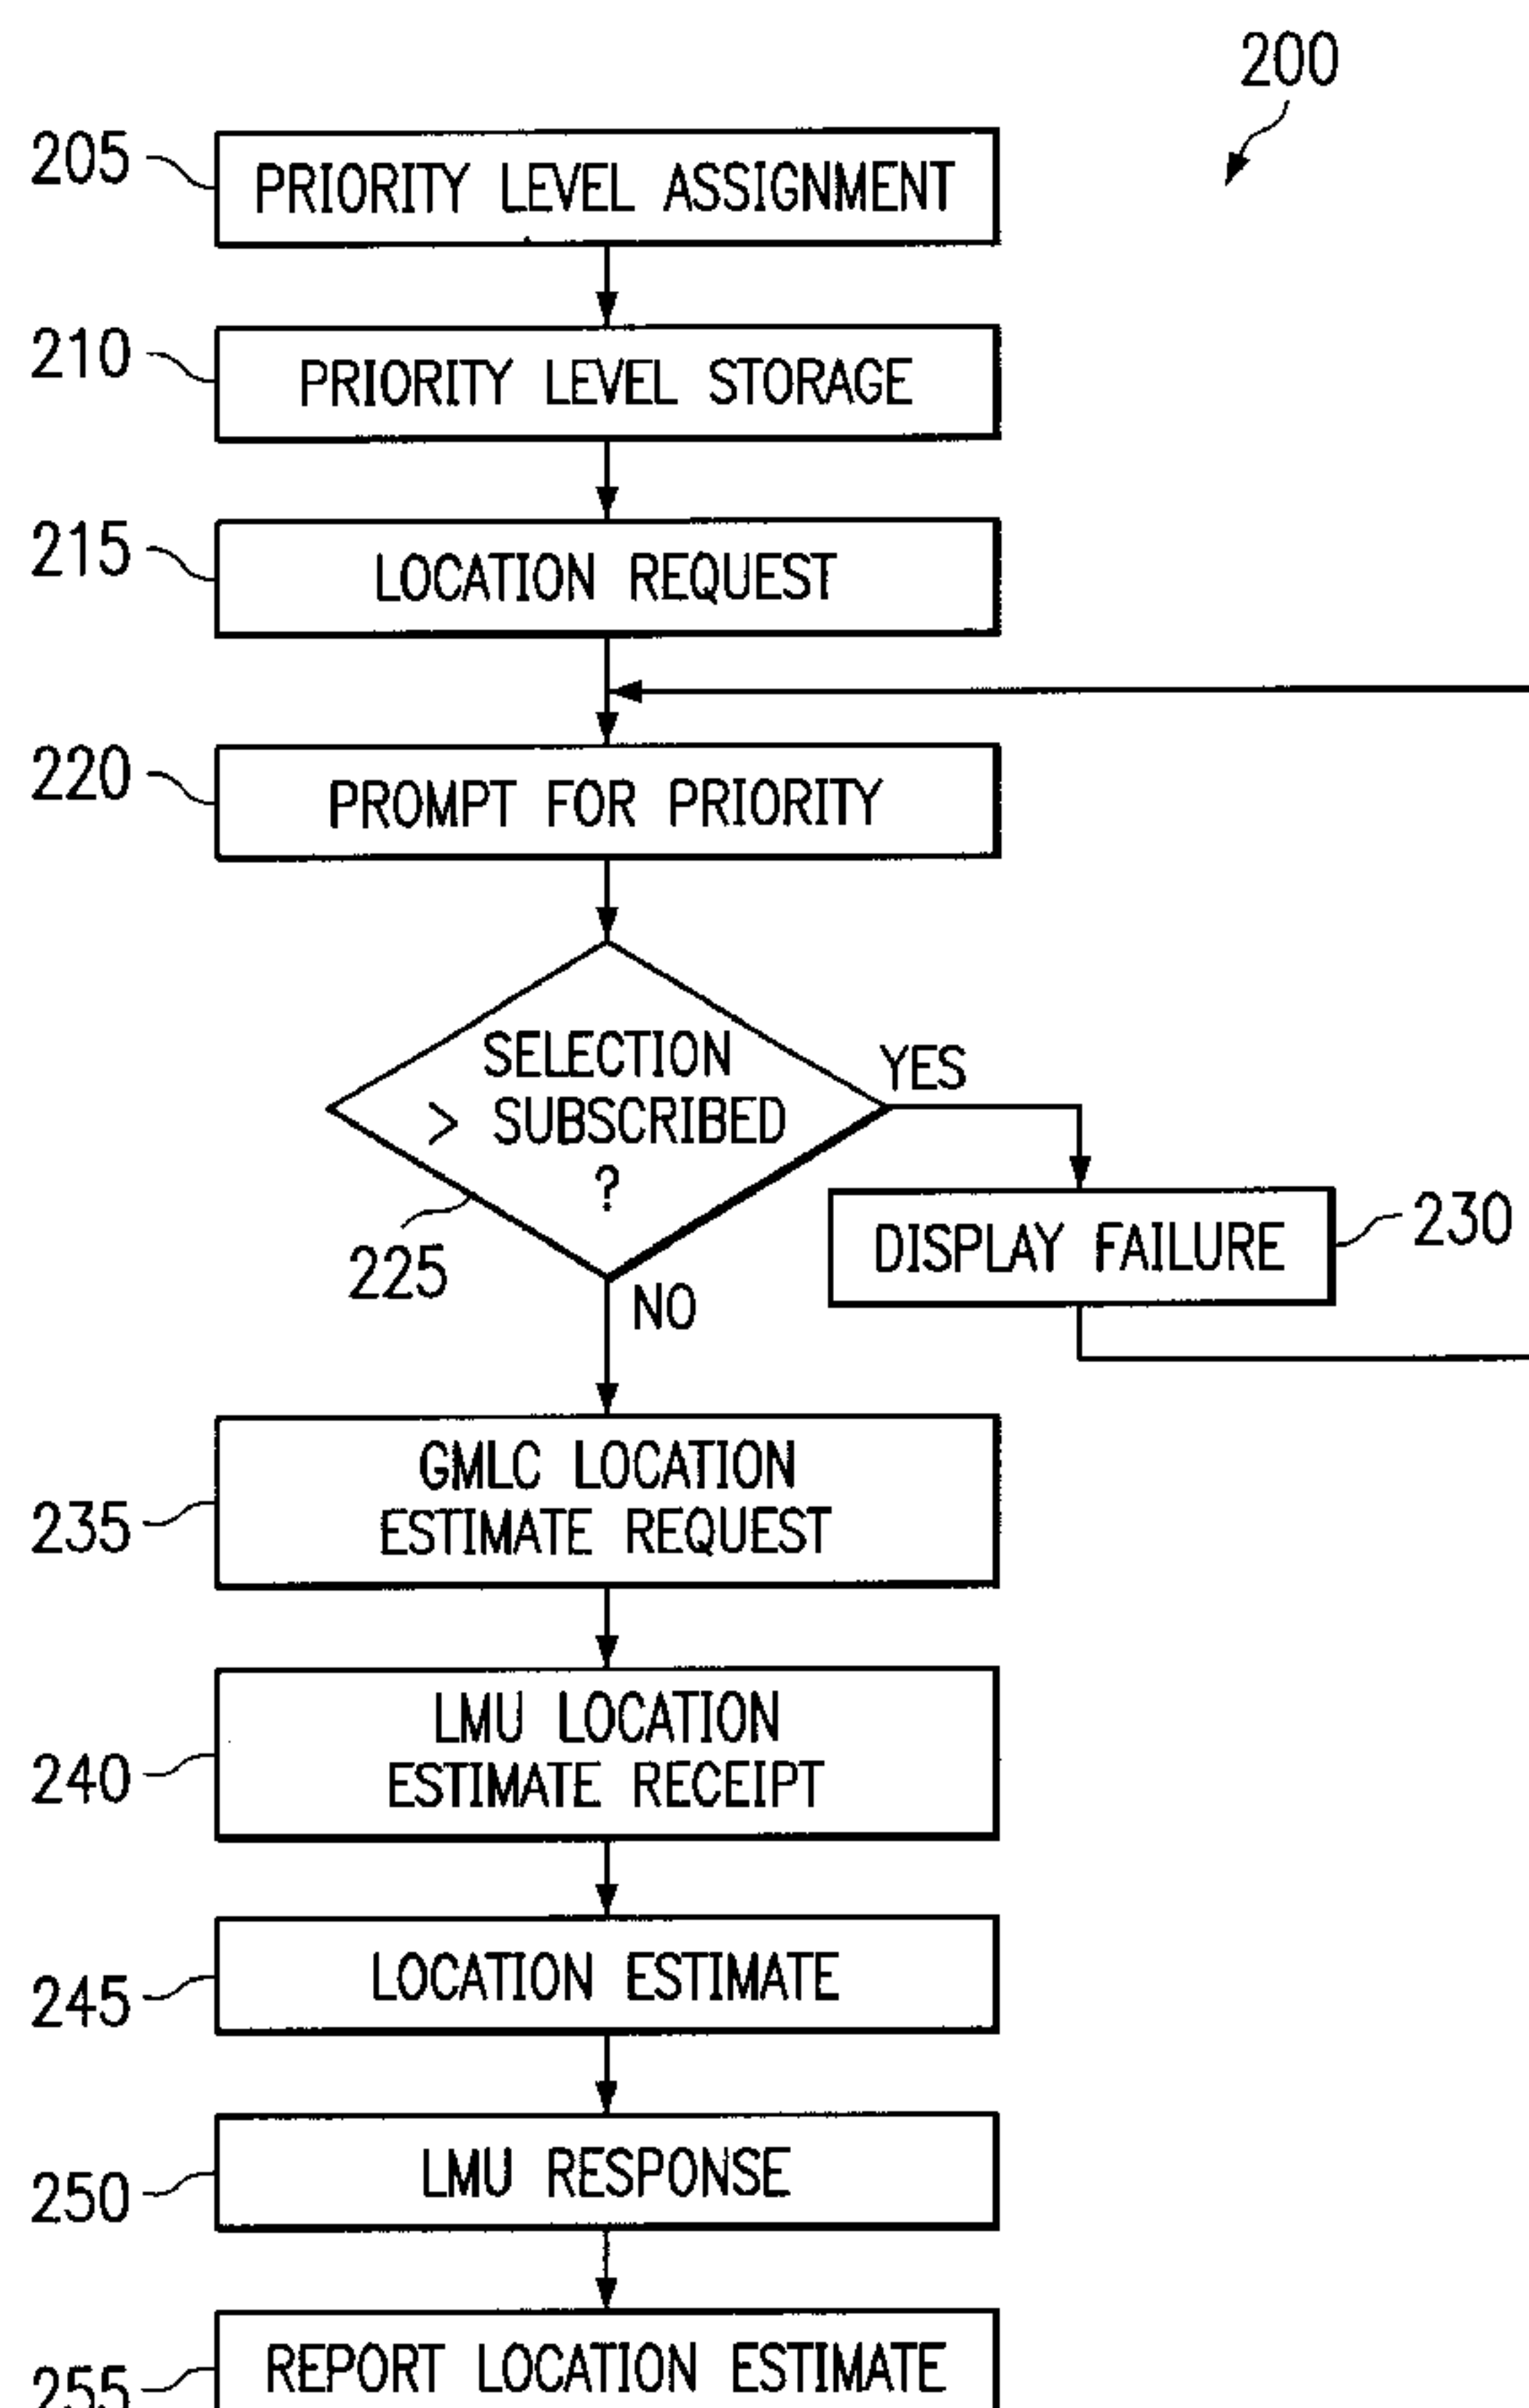 200
205
PRIORITY LEVEL ASSIGNMENT
210
PRIORITY LEVEL STORAGE
215
LOCATION REQUEST
220
PROMPT FOR PRIORITY
SELECTION
> SUBSCRIBED
?
YES
225
NO
DISPLAY FAILURE
230
235
GMLC LOCATION
ESTIMATE REQUEST
240
LMU LOCATION
ESTIMATE RECEIPT
245
LOCATION ESTIMATE
250
LMU RESPONSE
255
REPORT LOCATION ESTIMATE